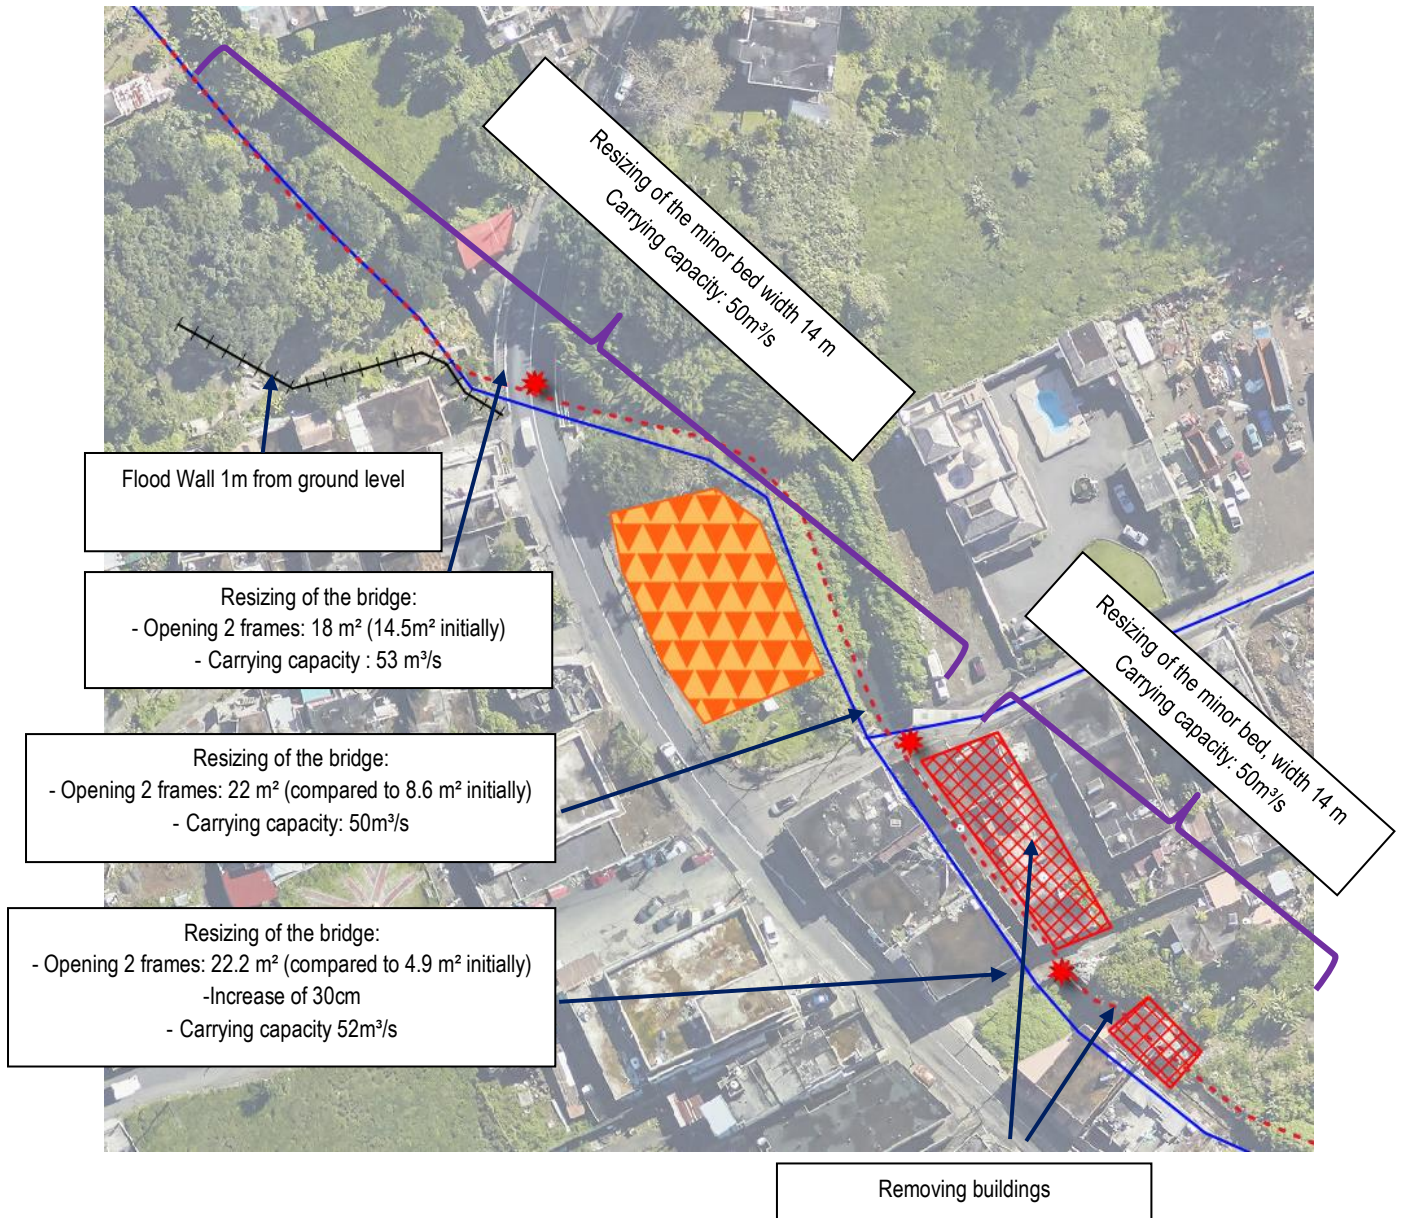 Resizing of the minor bed width 14 m
Carrying capacity: 50m³/s
Flood Wall 1m from ground level
Resizing of the bridge:
- Opening 2 frames: 18 m² (14.5m² initially)
- Carrying capacity : 53 m³/s
Resizing of the minor bed, width 14 m
Carrying capacity: 50m³/s
Resizing of the bridge:
- Opening 2 frames: 22 m² (compared to 8.6 m² initially)
- Carrying capacity: 50m³/s
Resizing of the bridge:
- Opening 2 frames: 22.2 m² (compared to 4.9 m² initially)
-Increase of 30cm
- Carrying capacity 52m³/s
Removing buildings